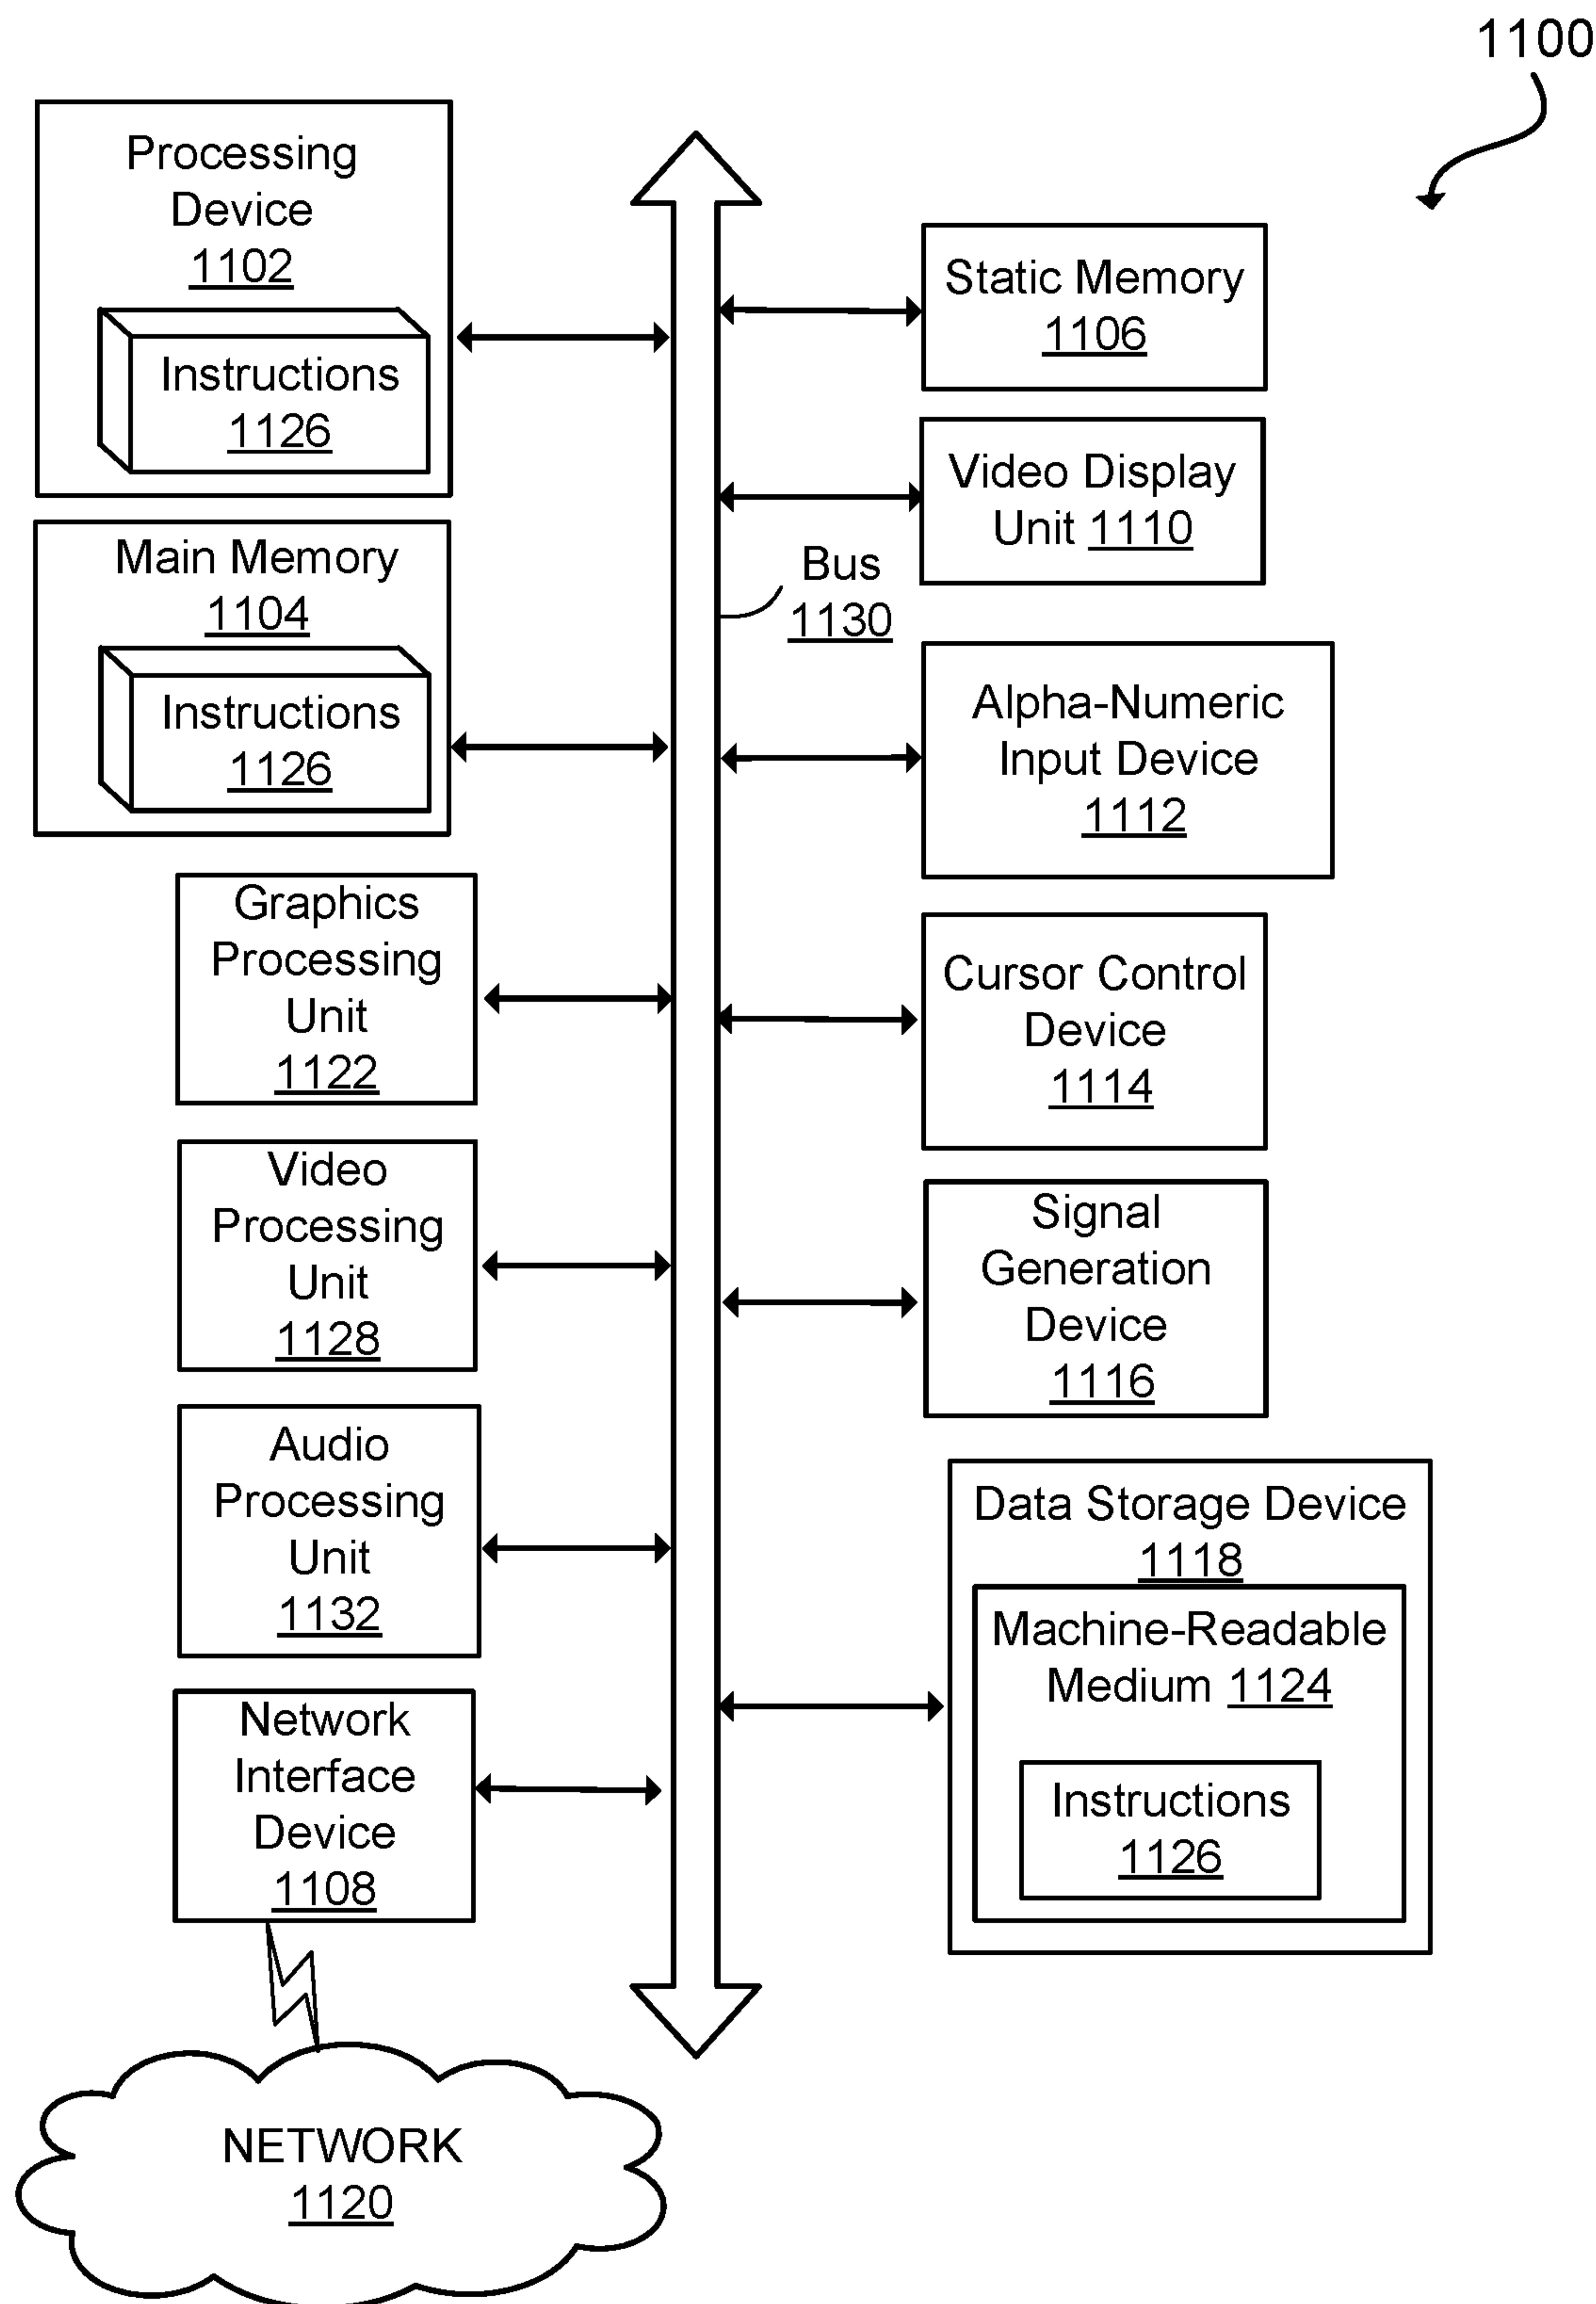 1100
Processing
Device
1102
Instructions
1126
Main Memory
1104
Instructions
1126
Graphics
Processing
Unit
1122
Video
Processing
Unit
1128
Audio
Processing
Unit
1132
Network
Interface
Device
1108
NETWORK
1120
Bus
1130
Static Memory
1106
Video Display
Unit 1110
Alpha-Numeric
Input Device
1112
Cursor Control
Device
1114
Signal
Generation
Device
1116
Data Storage Device
1118
Machine-Readable
Medium 1124
Instructions
1126